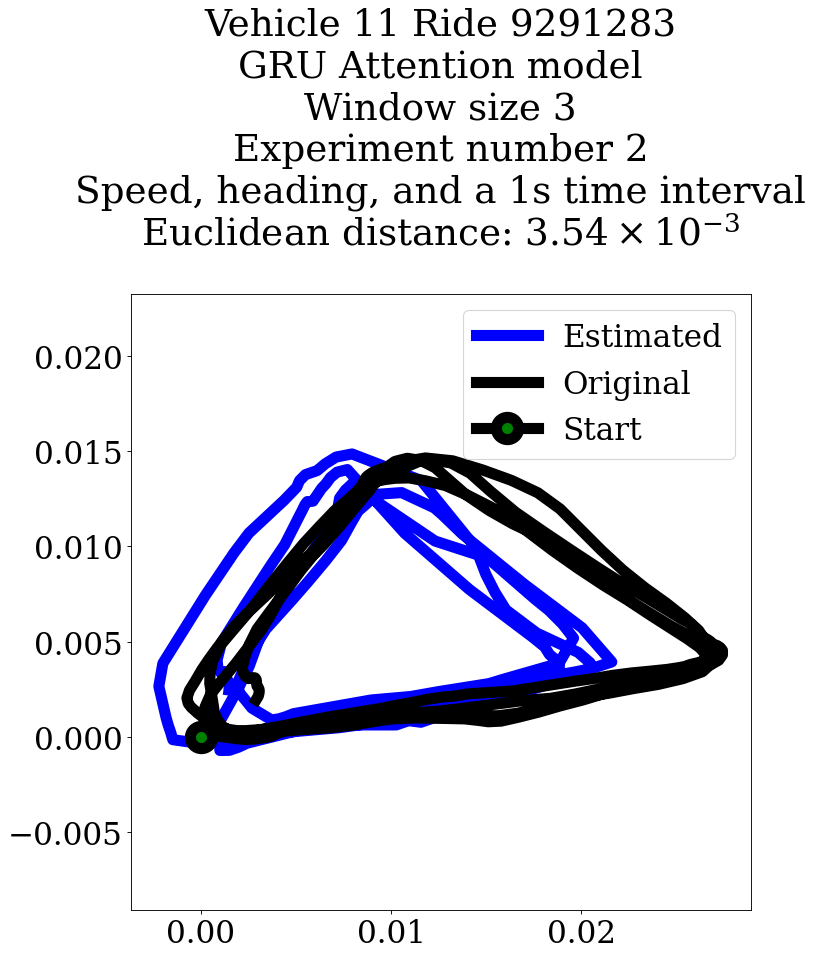 Vehicle 11 Ride 9291283
GRU Attention model
Window size 3
Experiment number 2
Speed, heading, and a 1s time interval
Euclidean distance: 3.54 × 10⁻³
Estimated
Original
Start
0.020
0.015
0.010
0.005
0.000
−0.005
0.00
0.01
0.02